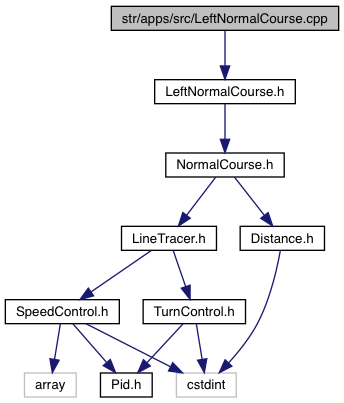 str/apps/src/LeftNormalCourse.cpp
LeftNormalCourse.h
NormalCourse.h
LineTracer.h
Distance.h
SpeedControl.h
TurnControl.h
array
Pid.h
cstdint